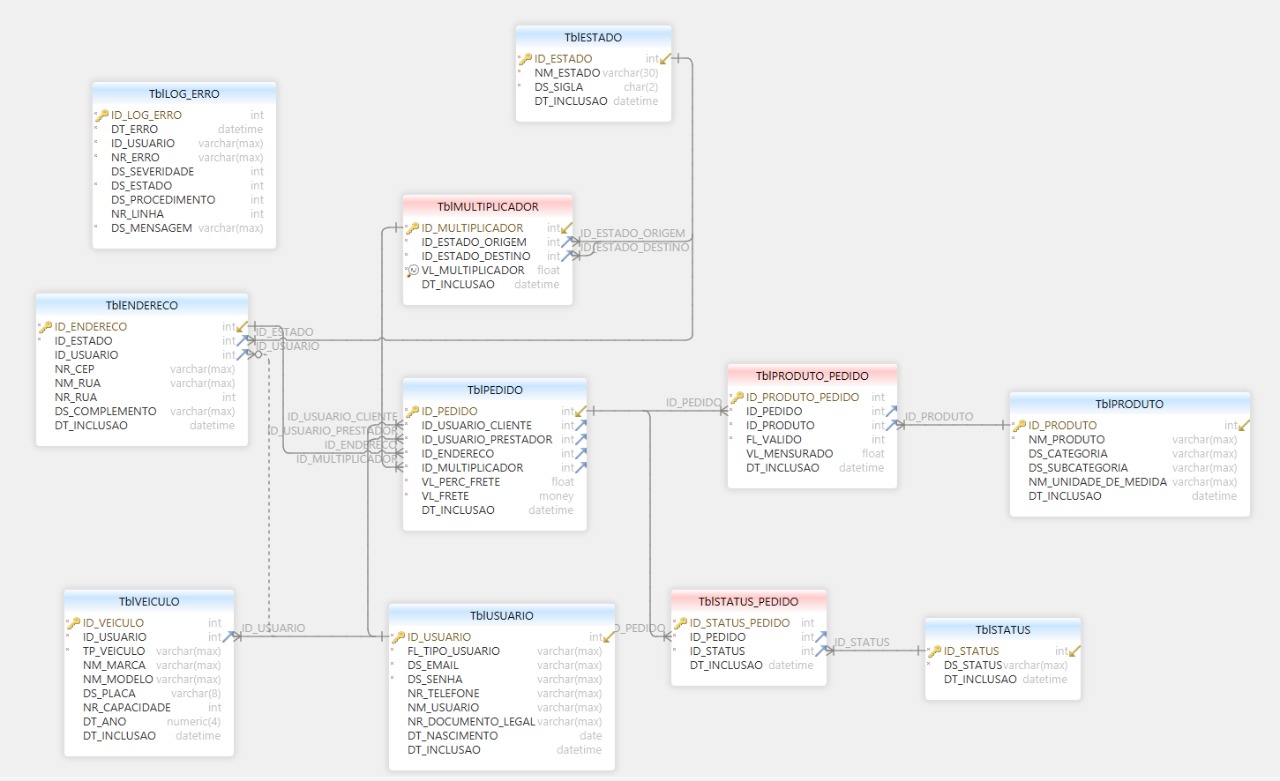 TblESTADO
ID_ESTADO int
NM_ESTADO varchar(30)
DS_SIGLA char(2)
DT_INCLUSAO datetime
TblLOG_ERRO
ID_LOG_ERRO int
DT_ERRO datetime
ID_USUARIO varchar(max)
NR_ERRO varchar(max)
DS_SEVERIDADE int
DS_ESTADO int
DS_PROCEDIMENTO int
NR_LINHA int
DS_MENSAGEM varchar(max)
TblMULTIPLICADOR
ID_MULTIPLICADOR int
ID_ESTADO_ORIGEM int
ID_ESTADO_DESTINO int
VL_MULTIPLICADOR float
DT_INCLUSAO datetime
ID_ESTADO_ORIGEM
ID_ESTADO_DESTINO
TblENDERECO
ID_ENDERECO int
ID_ESTADO int
ID_USUARIO int
NR_CEP varchar(max)
NM_RUA varchar(max)
NR_RUA int
DS_COMPLEMENTO varchar(max)
DT_INCLUSAO datetime
ID_ESTADO
ID_USUARIO
ID_USUARIO_CLIENTE
ID_USUARIO_PRESTADOR
ID_ENDERECO
ID_MULTIPLICADOR
TblPEDIDO
ID_PEDIDO int
ID_USUARIO_CLIENTE int
ID_USUARIO_PRESTADOR int
ID_ENDERECO int
ID_MULTIPLICADOR int
VL_PERC_FRETE float
VL_FRETE money
DT_INCLUSAO datetime
ID_PEDIDO
TblPRODUTO_PEDIDO
ID_PRODUTO_PEDIDO int
ID_PEDIDO int
ID_PRODUTO int
FL_VALIDO int
VL_MENSURADO float
DT_INCLUSAO datetime
ID_PRODUTO
TblPRODUTO
ID_PRODUTO int
NM_PRODUTO varchar(max)
DS_CATEGORIA varchar(max)
DS_SUBCATEGORIA varchar(max)
NM_UNIDADE_DE_MEDIDA varchar(max)
DT_INCLUSAO datetime
TblVEICULO
ID_VEICULO int
ID_USUARIO int
TP_VEICULO varchar(max)
NM_MARCA varchar(max)
NM_MODELO varchar(max)
DS_PLACA varchar(8)
NR_CAPACIDADE int
DT_ANO numeric(4)
DT_INCLUSAO datetime
ID_USUARIO
TblUSUARIO
ID_USUARIO int
FL_TIPO_USUARIO varchar(max)
DS_EMAIL varchar(max)
DS_SENHA varchar(max)
NR_TELEFONE varchar(max)
NM_USUARIO varchar(max)
NR_DOCUMENTO_LEGAL varchar(max)
DT_NASCIMENTO date
DT_INCLUSAO datetime
ID_PEDIDO
TblSTATUS_PEDIDO
ID_STATUS_PEDIDO int
ID_PEDIDO int
ID_STATUS int
DT_INCLUSAO datetime
ID_STATUS
TblSTATUS
ID_STATUS int
DS_STATUS varchar(max)
DT_INCLUSAO datetime